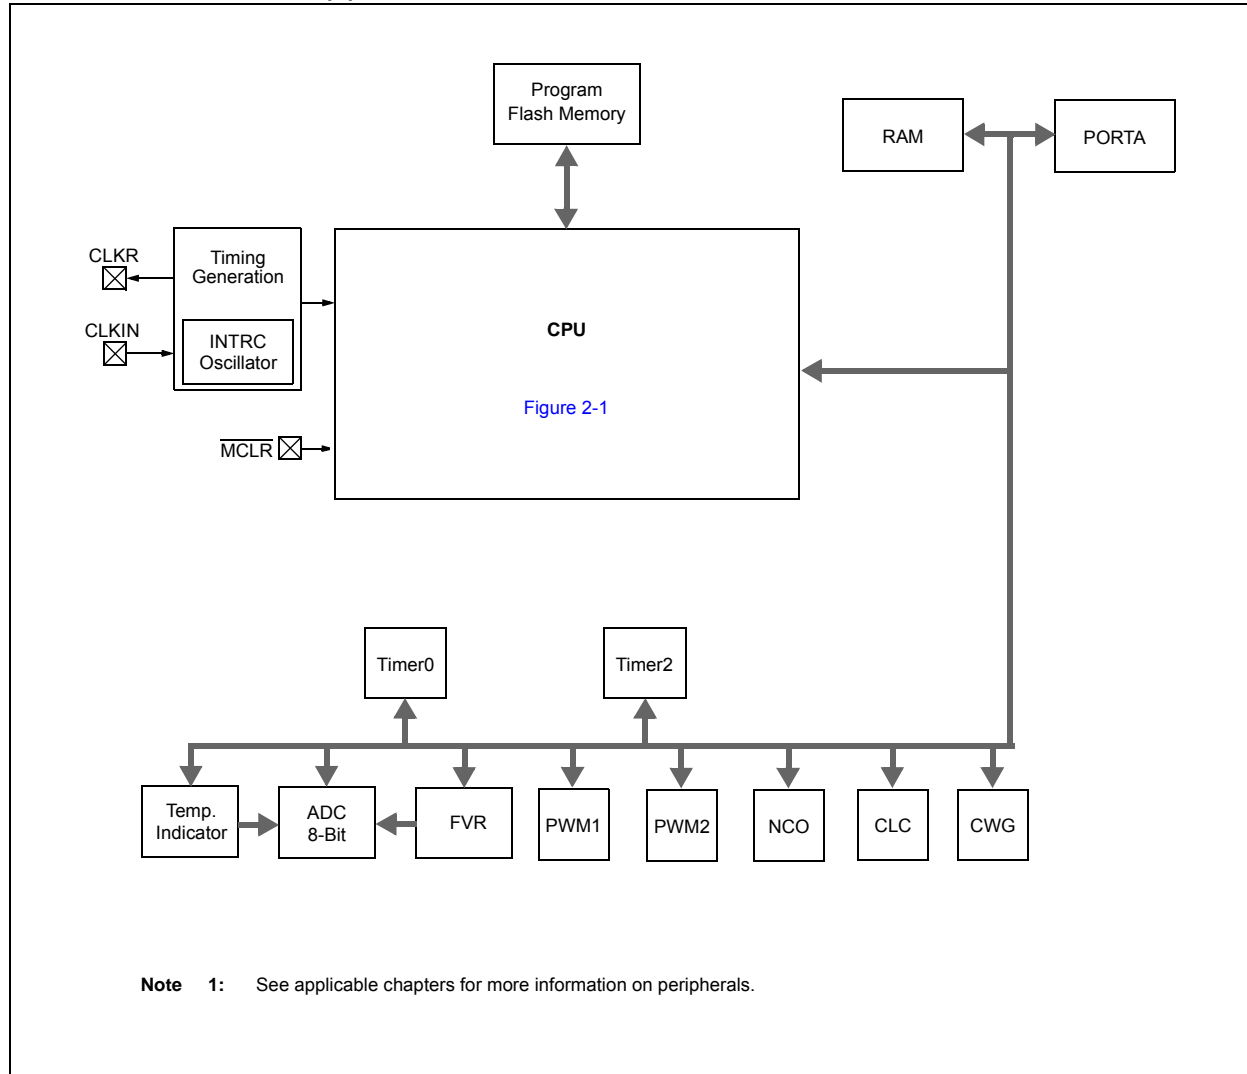 Program
Flash Memory
RAM
PORTA
CLKR
Timing
Generation
CLKIN
INTRC
Oscillator
CPU
Figure 2-1
MCLR
Timer0
Timer2
Temp.
Indicator
ADC
8-Bit
FVR
PWM1
PWM2
NCO
CLC
CWG
Note 1: See applicable chapters for more information on peripherals.